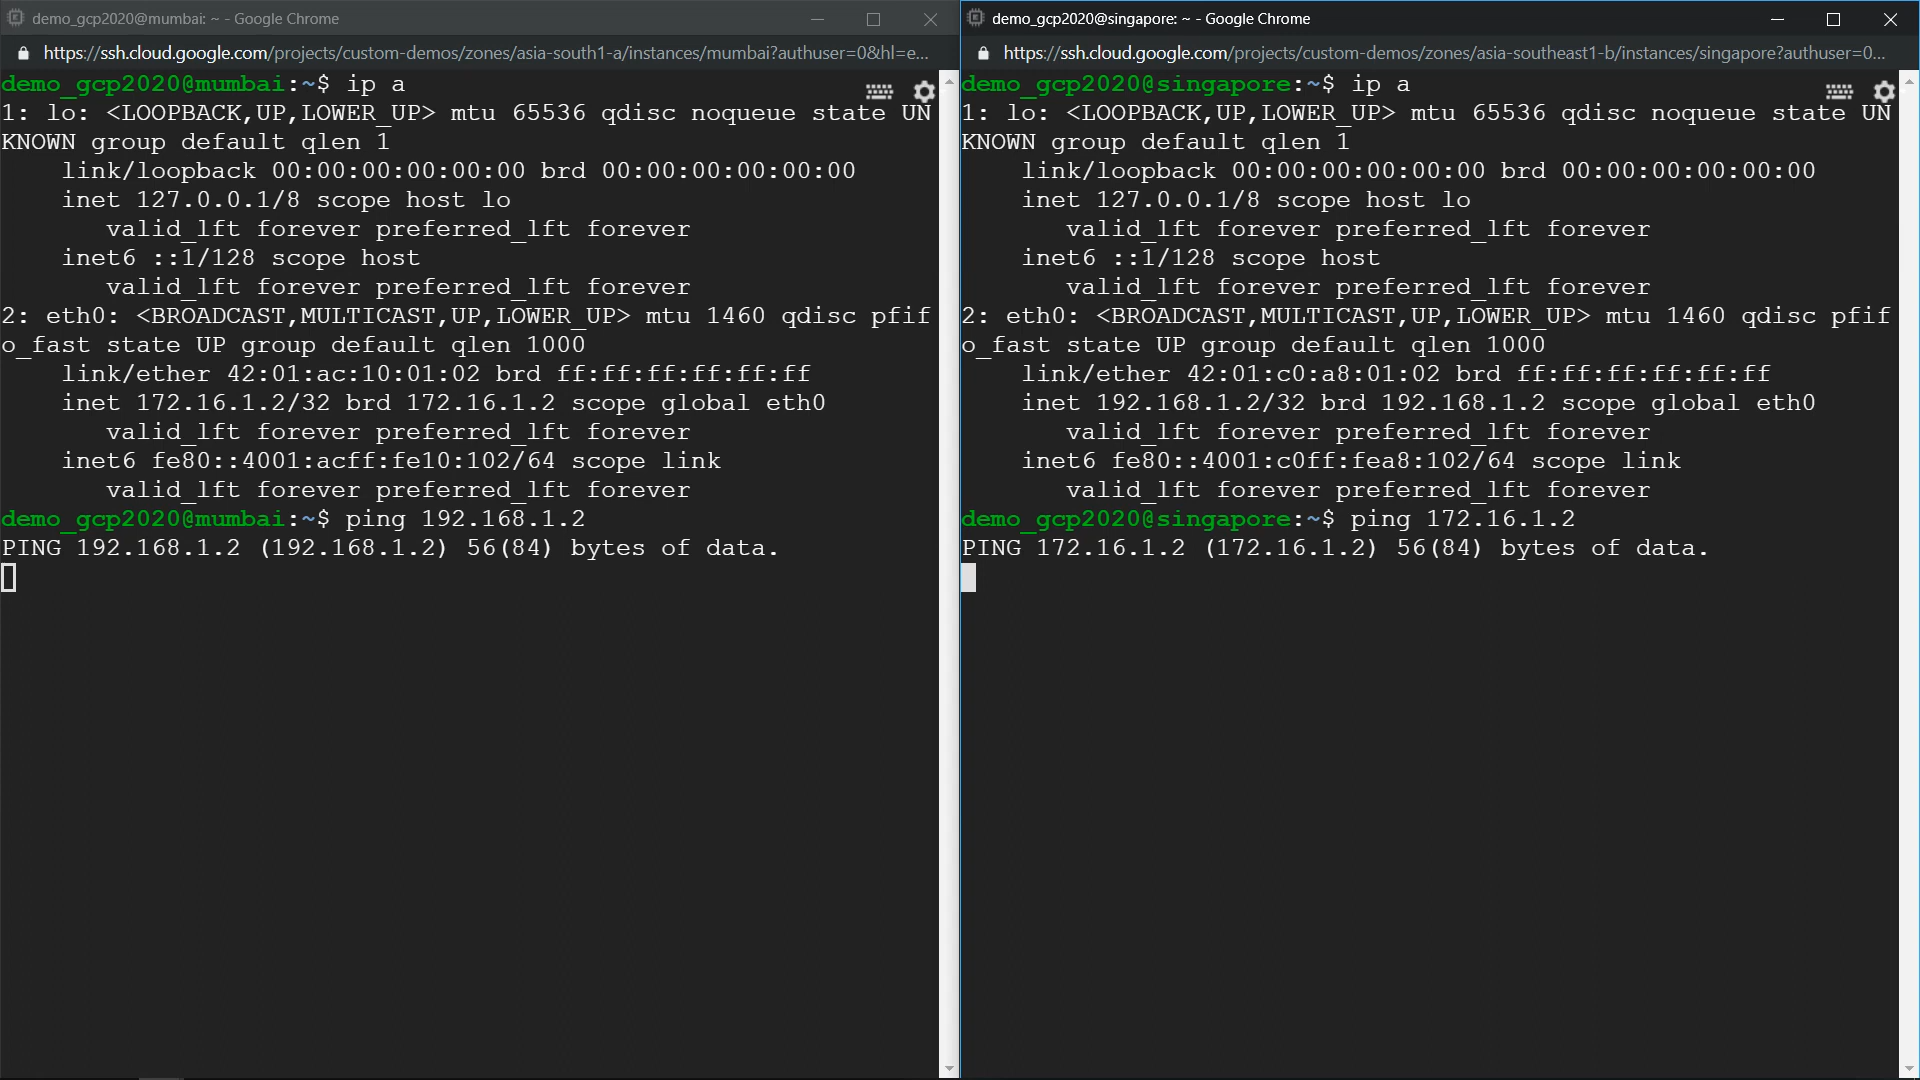 demo_gcp2020@mumbai: ~ - Google Chrome
https://ssh.cloud.google.com/projects/custom-demos/zones/asia-south1-a/instances/mumbai?authuser=0&hl=e...
demo_gcp2020@mumbai:~$ ip a
1: lo: <LOOPBACK,UP,LOWER_UP> mtu 65536 qdisc noqueue state UN
KNOWN group default qlen 1
    link/loopback 00:00:00:00:00:00 brd 00:00:00:00:00:00
    inet 127.0.0.1/8 scope host lo
       valid_lft forever preferred_lft forever
    inet6 ::1/128 scope host
       valid_lft forever preferred_lft forever
2: eth0: <BROADCAST,MULTICAST,UP,LOWER_UP> mtu 1460 qdisc pfif
o_fast state UP group default qlen 1000
    link/ether 42:01:ac:10:01:02 brd ff:ff:ff:ff:ff:ff
    inet 172.16.1.2/32 brd 172.16.1.2 scope global eth0
       valid_lft forever preferred_lft forever
    inet6 fe80::4001:acff:fe10:102/64 scope link
       valid_lft forever preferred_lft forever
demo_gcp2020@mumbai:~$ ping 192.168.1.2
PING 192.168.1.2 (192.168.1.2) 56(84) bytes of data.
demo_gcp2020@singapore: ~ - Google Chrome
https://ssh.cloud.google.com/projects/custom-demos/zones/asia-southeast1-b/instances/singapore?authuser=0...
demo_gcp2020@singapore:~$ ip a
1: lo: <LOOPBACK,UP,LOWER_UP> mtu 65536 qdisc noqueue state UN
KNOWN group default qlen 1
    link/loopback 00:00:00:00:00:00 brd 00:00:00:00:00:00
    inet 127.0.0.1/8 scope host lo
       valid_lft forever preferred_lft forever
    inet6 ::1/128 scope host
       valid_lft forever preferred_lft forever
2: eth0: <BROADCAST,MULTICAST,UP,LOWER_UP> mtu 1460 qdisc pfif
o_fast state UP group default qlen 1000
    link/ether 42:01:c0:a8:01:02 brd ff:ff:ff:ff:ff:ff
    inet 192.168.1.2/32 brd 192.168.1.2 scope global eth0
       valid_lft forever preferred_lft forever
    inet6 fe80::4001:c0ff:fea8:102/64 scope link
       valid_lft forever preferred_lft forever
demo_gcp2020@singapore:~$ ping 172.16.1.2
PING 172.16.1.2 (172.16.1.2) 56(84) bytes of data.